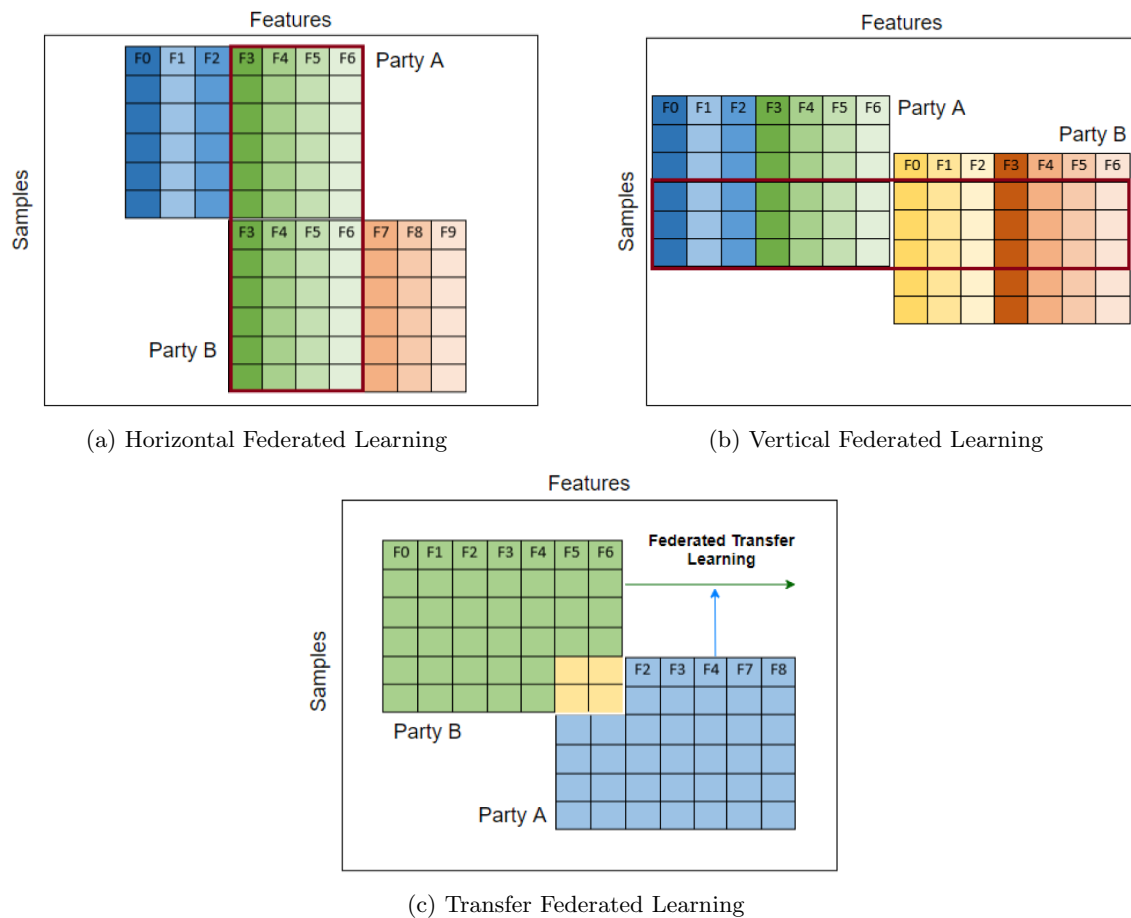 Features
Samples
F0 F1 F2 F3 F4 F5 F6
Party A
F3 F4 F5 F6 F7 F8 F9
Party B
(a) Horizontal Federated Learning
Features
Samples
F0 F1 F2 F3 F4 F5 F6
Party A
Party B
F0 F1 F2 F3 F4 F5 F6
(b) Vertical Federated Learning
Features
Samples
F0 F1 F2 F3 F4 F5 F6
Federated Transfer
Learning
F2 F3 F4 F7 F8
Party B
Party A
(c) Transfer Federated Learning